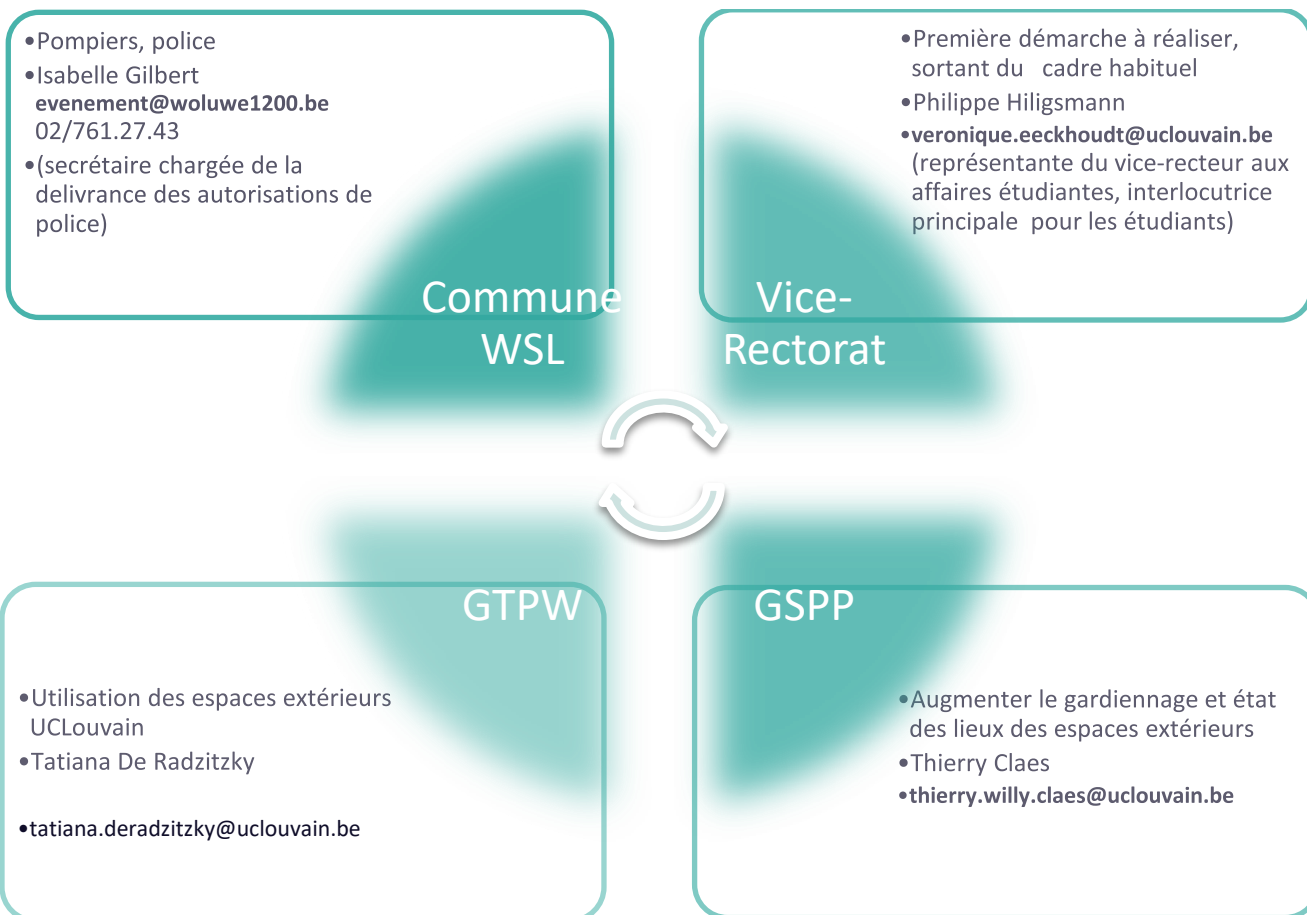 •Pompiers, police
•Isabelle Gilbert
evenement@woluwe1200.be
02/761.27.43
•(secrétaire chargée de la
delivrance des autorisations de
police)
•Première démarche à réaliser,
sortant du cadre habituel
•Philippe Hiligsmann
•veronique.eeckhoudt@uclouvain.be
(représentante du vice-recteur aux
affaires étudiantes, interlocutrice
principale pour les étudiants)
Commune
WSL
Vice-
Rectorat
GTPW
GSPP
•Utilisation des espaces extérieurs
UCLouvain
•Tatiana De Radzitzky
•tatiana.deradzitzky@uclouvain.be
•Augmenter le gardiennage et état
des lieux des espaces extérieurs
•Thierry Claes
•thierry.willy.claes@uclouvain.be